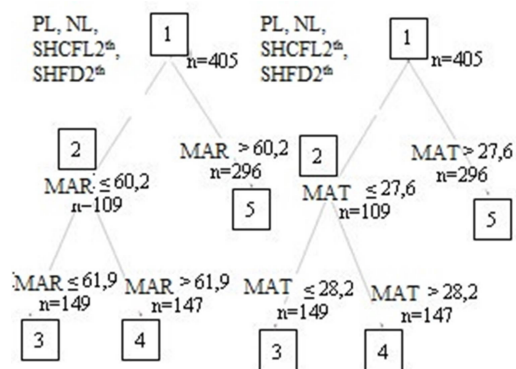 PL, NL,
SHCFL2th,
SHFD2th
1
n=405
2
MAR ≤ 60,2
n=109
MAR > 60,2
n=296
5
MAR ≤ 61,9
n=149
MAR > 61,9
n=147
3
4
PL, NL,
SHCFL2th,
SHFD2th
1
n=405
2
MAT ≤ 27,6
n=109
MAT > 27,6
n=296
5
MAT ≤ 28,2
n=149
MAT > 28,2
n=147
3
4